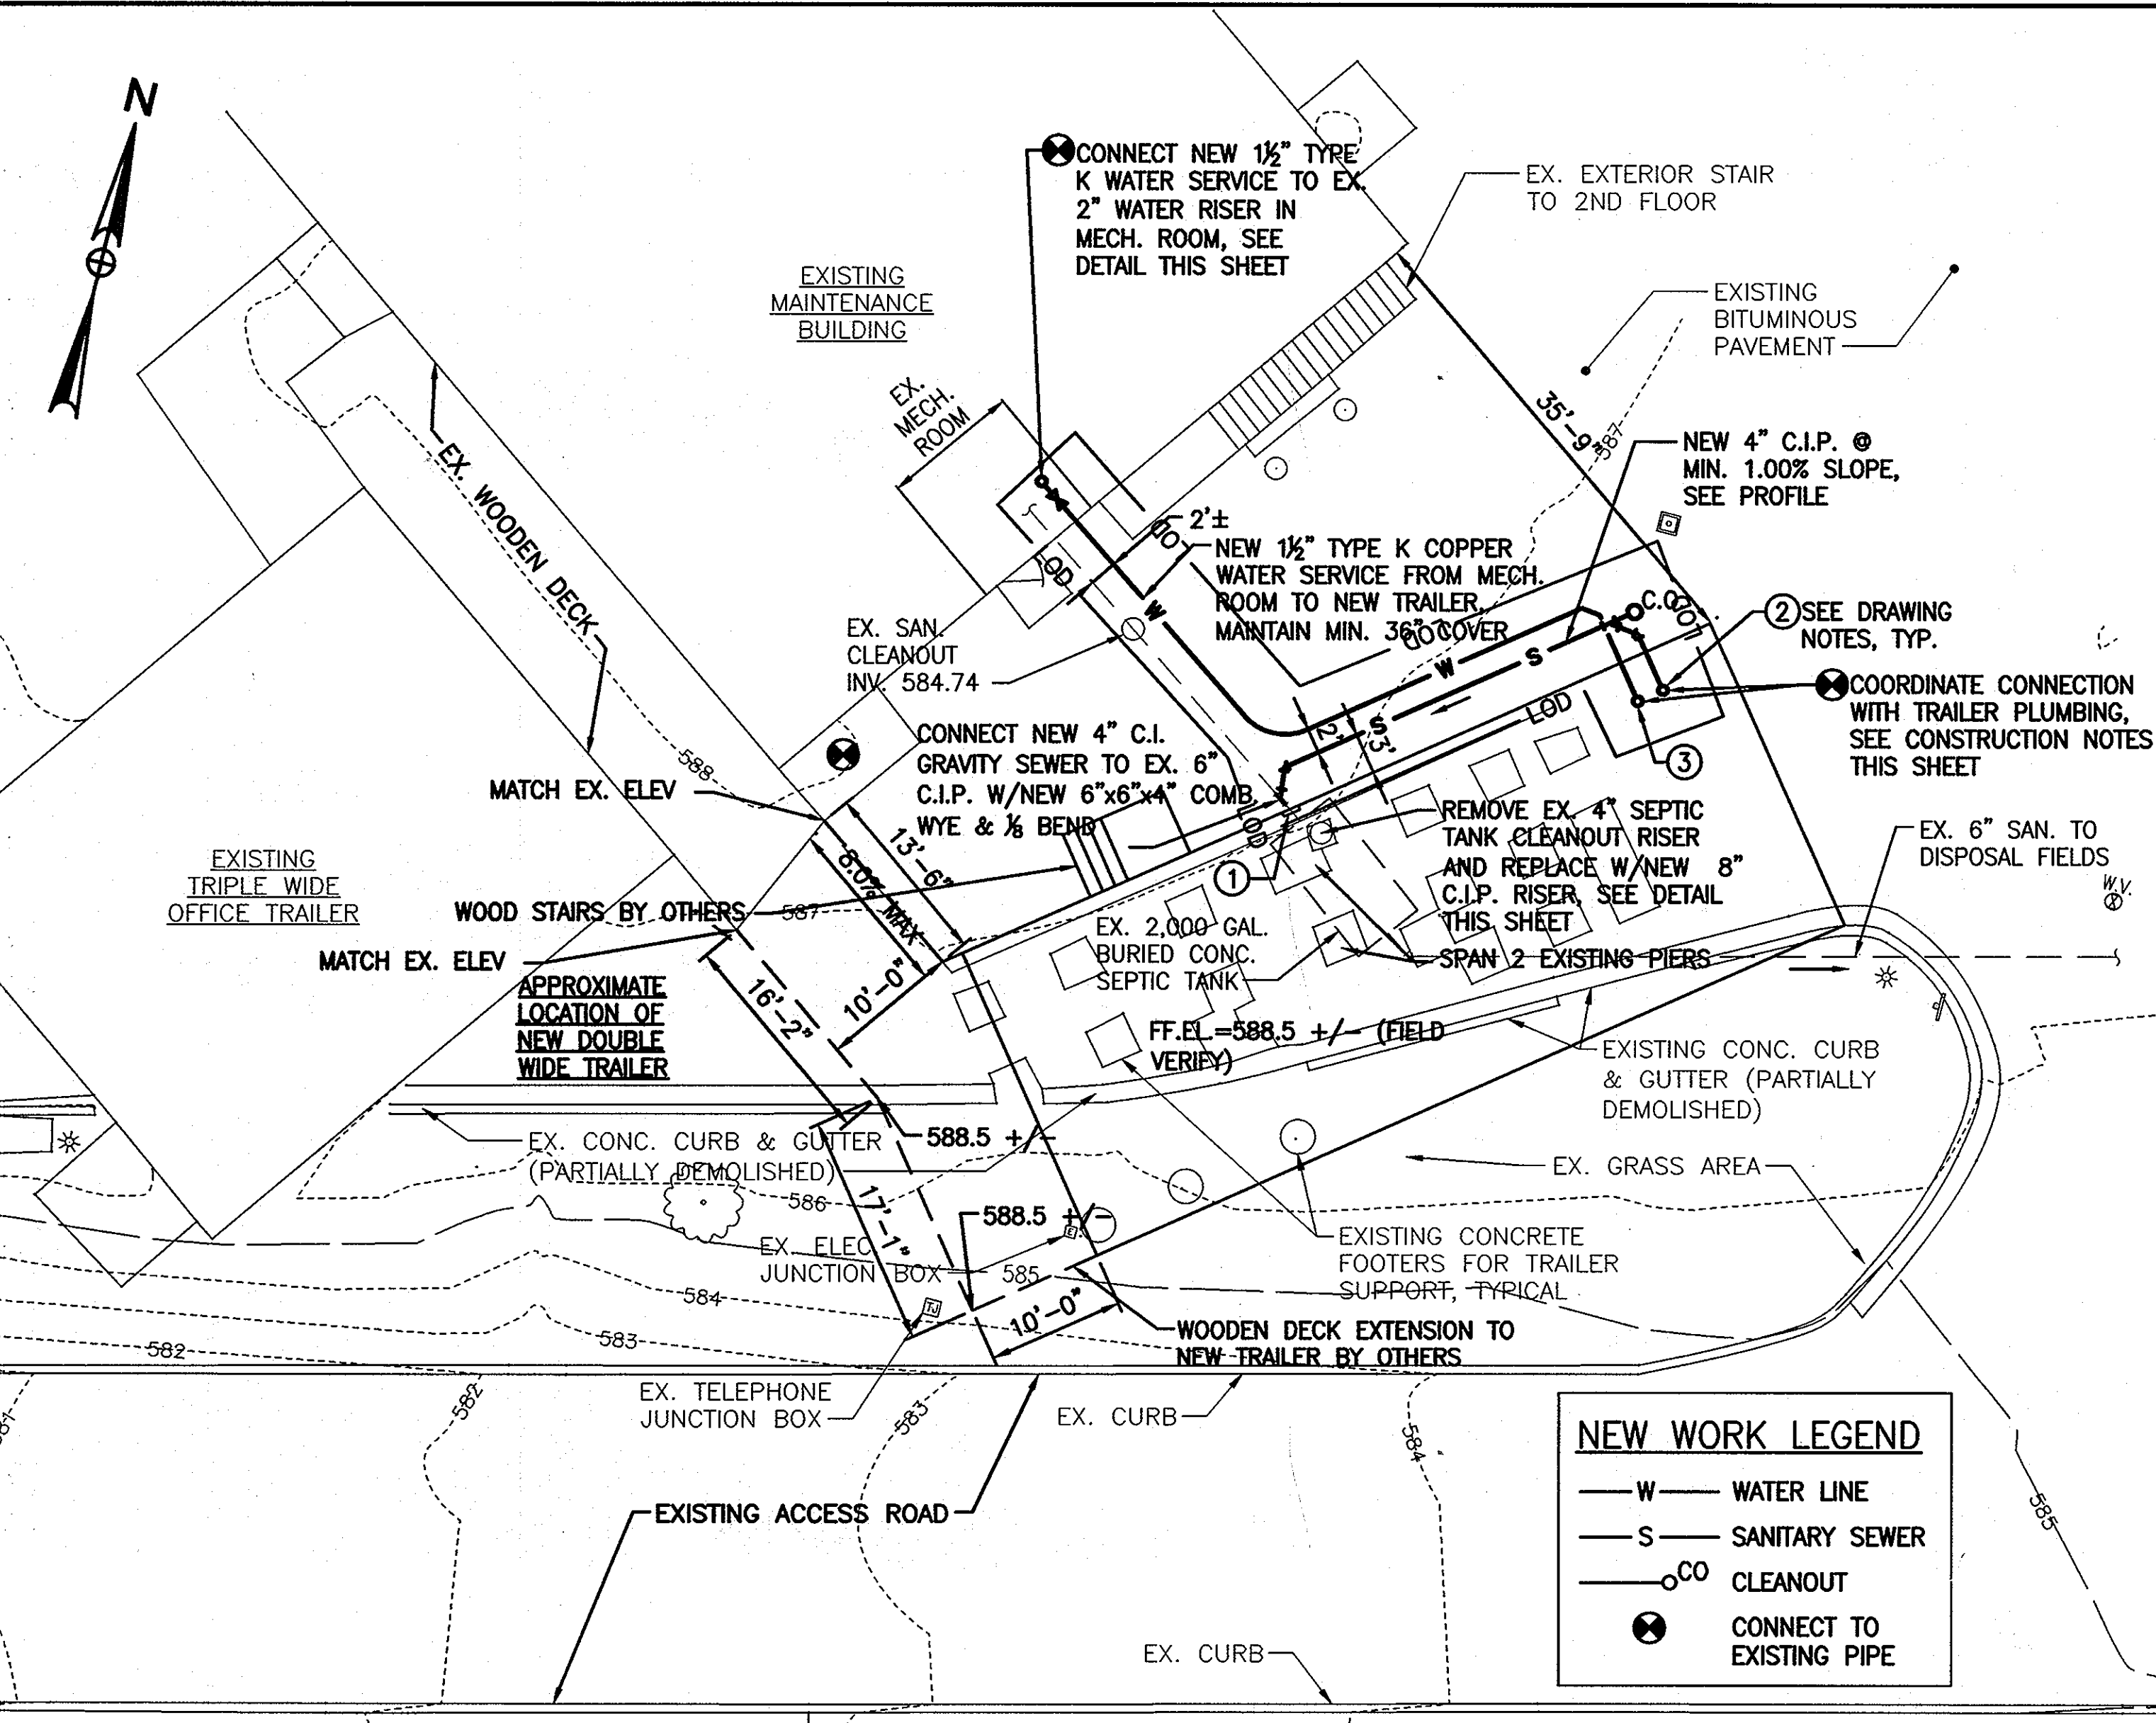 N
CONNECT NEW 1½" TYPE
K WATER SERVICE TO EX.
2" WATER RISER IN
MECH. ROOM, SEE
DETAIL THIS SHEET
EX. EXTERIOR STAIR
TO 2ND FLOOR
EXISTING
MAINTENANCE
BUILDING
EXISTING
BITUMINOUS
PAVEMENT
EX.
MECH.
ROOM
35'-9"
587
NEW 4" C.I.P. @
MIN. 1.00% SLOPE,
SEE PROFILE
EX. WOODEN DECK
2'±
LOD
LOD
NEW 1½" TYPE K COPPER
WATER SERVICE FROM MECH.
ROOM TO NEW TRAILER,
MAINTAIN MIN. 36" COVER
W
C.O.
LOD
LOD
2 SEE DRAWING
NOTES, TYP.
EX. SAN.
CLEANOUT
INV. 584.74
W
S
S
LOD
2'
3'
COORDINATE CONNECTION
WITH TRAILER PLUMBING,
SEE CONSTRUCTION NOTES
THIS SHEET
3
CONNECT NEW 4" C.I.
GRAVITY SEWER TO EX. 6"
C.I.P. W/NEW 6"x6"x4" COMB.
WYE & ⅛ BEND
LOD
588
MATCH EX. ELEV
13'-6"
8.0% MAX
1
REMOVE EX. 4" SEPTIC
TANK CLEANOUT RISER
AND REPLACE W/NEW 8"
C.I.P. RISER, SEE DETAIL
THIS SHEET
EX. 6" SAN. TO
DISPOSAL FIELDS
W.V.
EXISTING
TRIPLE WIDE
OFFICE TRAILER
WOOD STAIRS BY OTHERS
587
EX. 2,000 GAL.
BURIED CONC.
SEPTIC TANK
SPAN 2 EXISTING PIERS
MATCH EX. ELEV
APPROXIMATE
LOCATION OF
NEW DOUBLE
WIDE TRAILER
16'-2"
10'-0"
FF.EL.=588.5 +/- (FIELD
VERIFY)
EXISTING CONC. CURB
& GUTTER (PARTIALLY
DEMOLISHED)
EX. CONC. CURB & GUTTER
(PARTIALLY DEMOLISHED)
588.5 +/-
EX. GRASS AREA
586
17'-1"
588.5 +/-
E
EX. ELEC.
JUNCTION BOX
585
EXISTING CONCRETE
FOOTERS FOR TRAILER
SUPPORT, TYPICAL
584
TJ
10'-0"
583
582
WOODEN DECK EXTENSION TO
NEW TRAILER BY OTHERS
EX. TELEPHONE
JUNCTION BOX
EX. CURB
582
583
584
585
EXISTING ACCESS ROAD
EX. CURB
NEW WORK LEGEND
W WATER LINE
S SANITARY SEWER
CO CLEANOUT
CONNECT TO
EXISTING PIPE